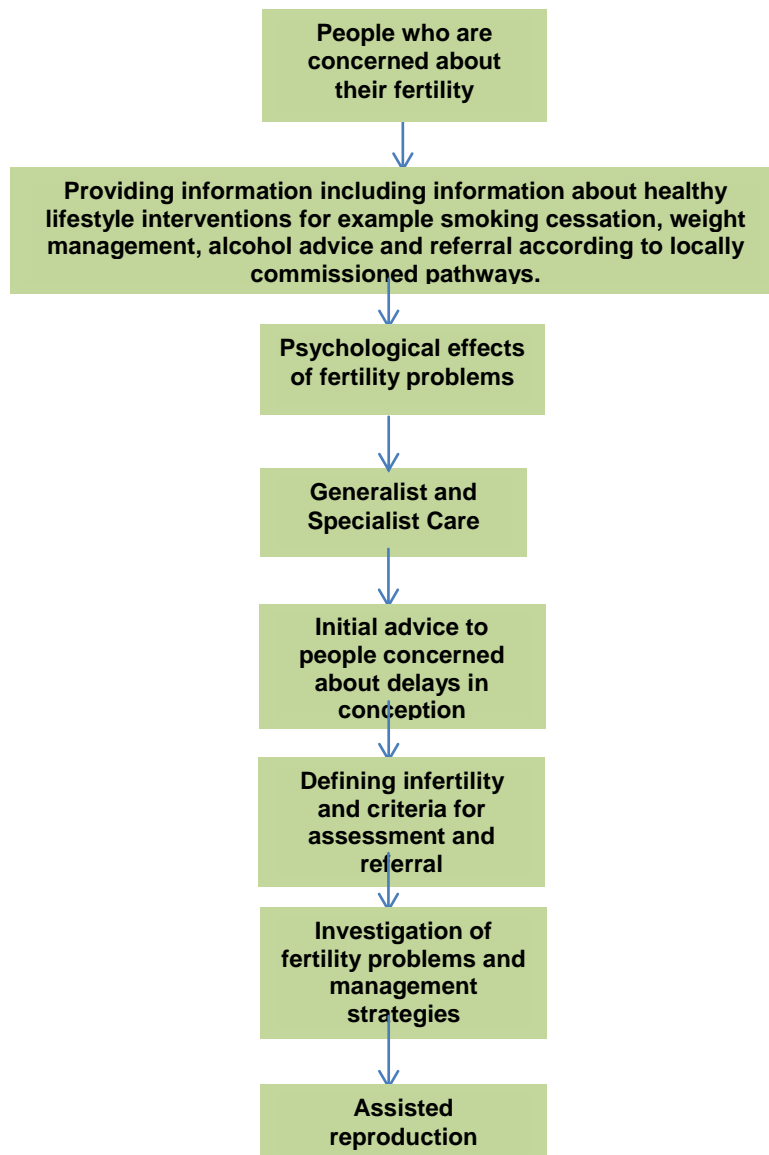 People who are
concerned about
their fertility
Providing information including information about healthy
lifestyle interventions for example smoking cessation, weight
management, alcohol advice and referral according to locally
commissioned pathways.
Psychological effects
of fertility problems
Generalist and
Specialist Care
Initial advice to
people concerned
about delays in
conception
Defining infertility
and criteria for
assessment and
referral
Investigation of
fertility problems and
management
strategies
Assisted
reproduction